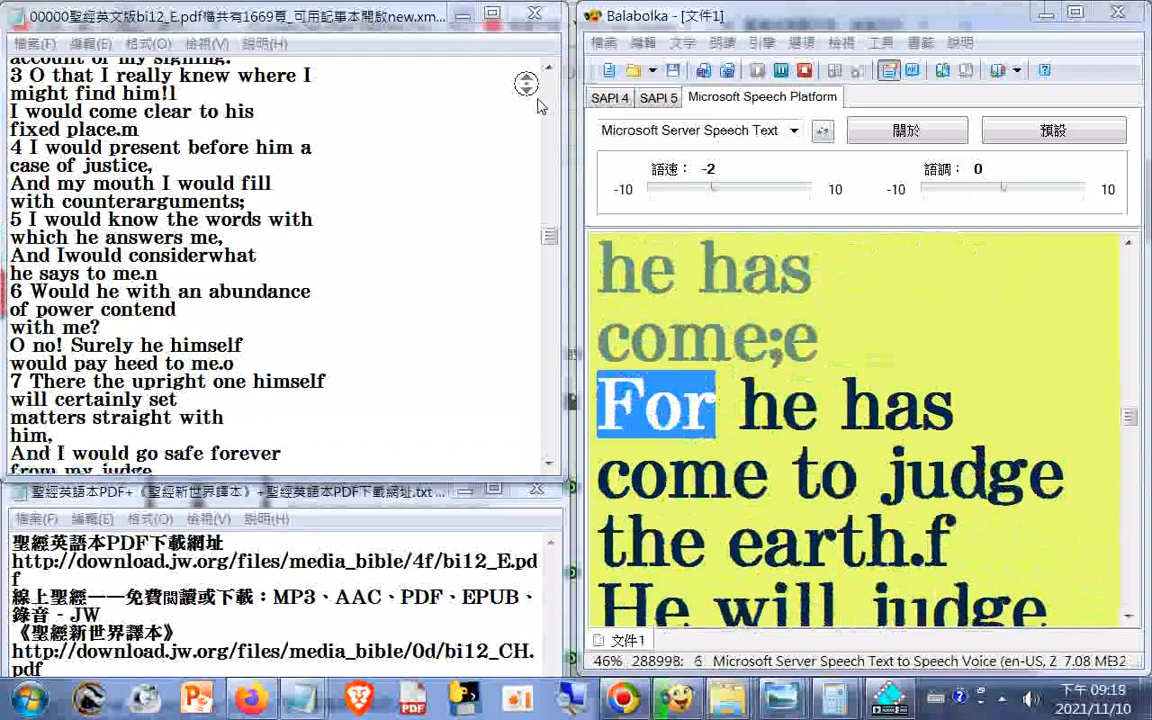 00000聖經英文版bi12_E.pdf檔共有1669頁_可用記事本開啟new.xm...
檔案(F) 編輯(E) 格式(O) 檢視(V) 說明(H)
account of my sighing.
3 O that I really knew where I
might find him!l
I would come clear to his
fixed place.m
4 I would present before him a
case of justice,
And my mouth I would fill
with counterarguments;
5 I would know the words with
which he answers me,
And Iwould considerwhat
he says to me.n
6 Would he with an abundance
of power contend
with me?
O no! Surely he himself
would pay heed to me.o
7 There the upright one himself
will certainly set
matters straight with
him,
And I would go safe forever
from my judge
聖經英語本PDF+《聖經新世界譯本》+聖經英語本PDF下載網址.txt ...
檔案(F) 編輯(E) 格式(O) 檢視(V) 說明(H)
聖經英語本PDF下載網址
http://download.jw.org/files/media_bible/4f/bi12_E.pd
f
線上聖經——免費閱讀或下載：MP3、AAC、PDF、EPUB、
錄音 - JW
《聖經新世界譯本》
http://download.jw.org/files/media_bible/0d/bi12_CH.
pdf
Balabolka - [文件1]
檔案 編輯 文字 朗讀 引擎 選項 檢視 工具 書籤 說明
SAPI 4 SAPI 5 Microsoft Speech Platform
Microsoft Server Speech Text 關於 預設
語速： -2 語調： 0
-10 10 -10 10
he has
come;e
For he has
come to judge
the earth.f
He will judge
文件1
46% 288998: 6 Microsoft Server Speech Text to Speech Voice (en-US, Z 7.08 MB
PDF
下午 09:18
2021/11/10